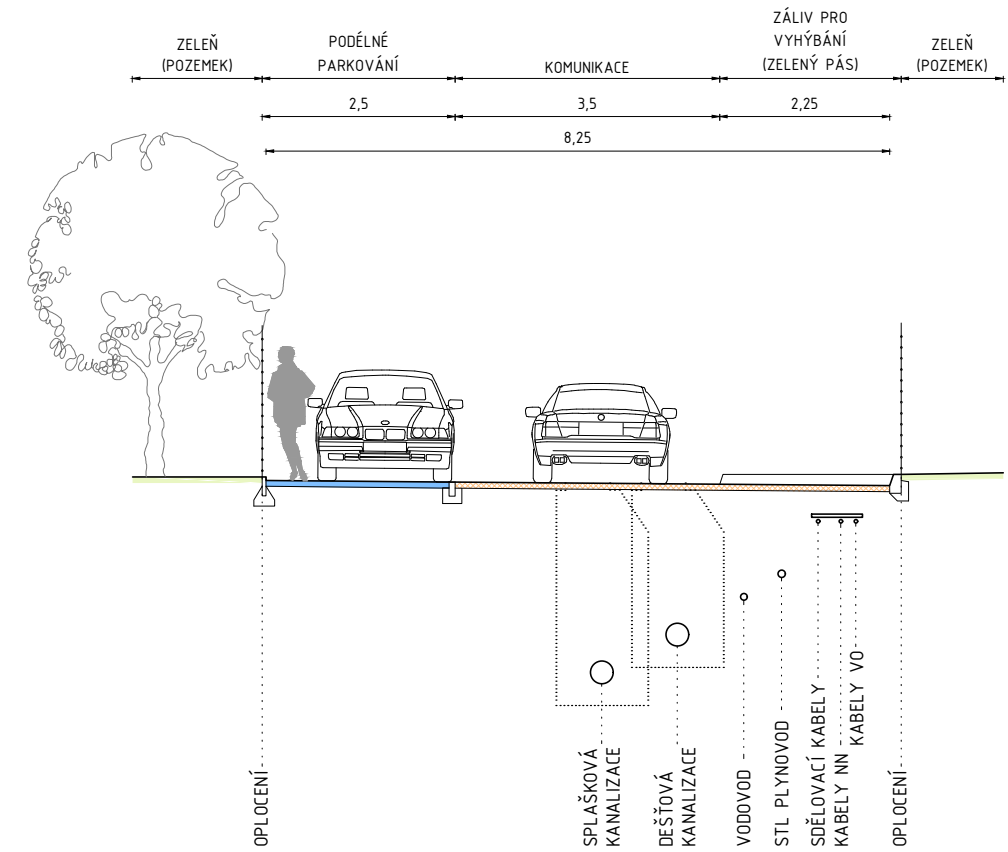 ZELEŇ
(POZEMEK)
PODÉLNÉ
PARKOVÁNÍ
KOMUNIKACE
ZÁLIV PRO
VYHÝBÁNÍ
(ZELENÝ PÁS)
ZELEŇ
(POZEMEK)
2,5
3,5
2,25
8,25
OPLOCENÍ
SPLAŠKOVÁ
KANALIZACE
DEŠŤOVÁ
KANALIZACE
VODOVOD
STL PLYNOVOD
SDĚLOVACÍ KABELY
KABELY NN
KABELY VO
OPLOCENÍ